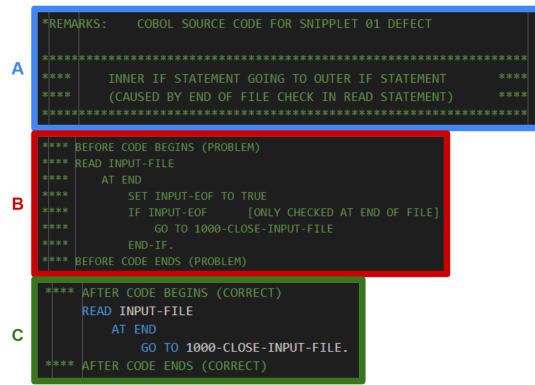 A
*REMARKS: COBOL SOURCE CODE FOR SNIPPLET 01 DEFECT
*****************************************************************
**** INNER IF STATEMENT GOING TO OUTER IF STATEMENT ****
**** (CAUSED BY END OF FILE CHECK IN READ STATEMENT) ****
*****************************************************************
B
**** BEFORE CODE BEGINS (PROBLEM)
**** READ INPUT-FILE
**** AT END
**** SET INPUT-EOF TO TRUE
**** IF INPUT-EOF [ONLY CHECKED AT END OF FILE]
**** GO TO 1000-CLOSE-INPUT-FILE
**** END-IF.
**** BEFORE CODE ENDS (PROBLEM)
C
**** AFTER CODE BEGINS (CORRECT)
READ INPUT-FILE
AT END
GO TO 1000-CLOSE-INPUT-FILE.
**** AFTER CODE ENDS (CORRECT)